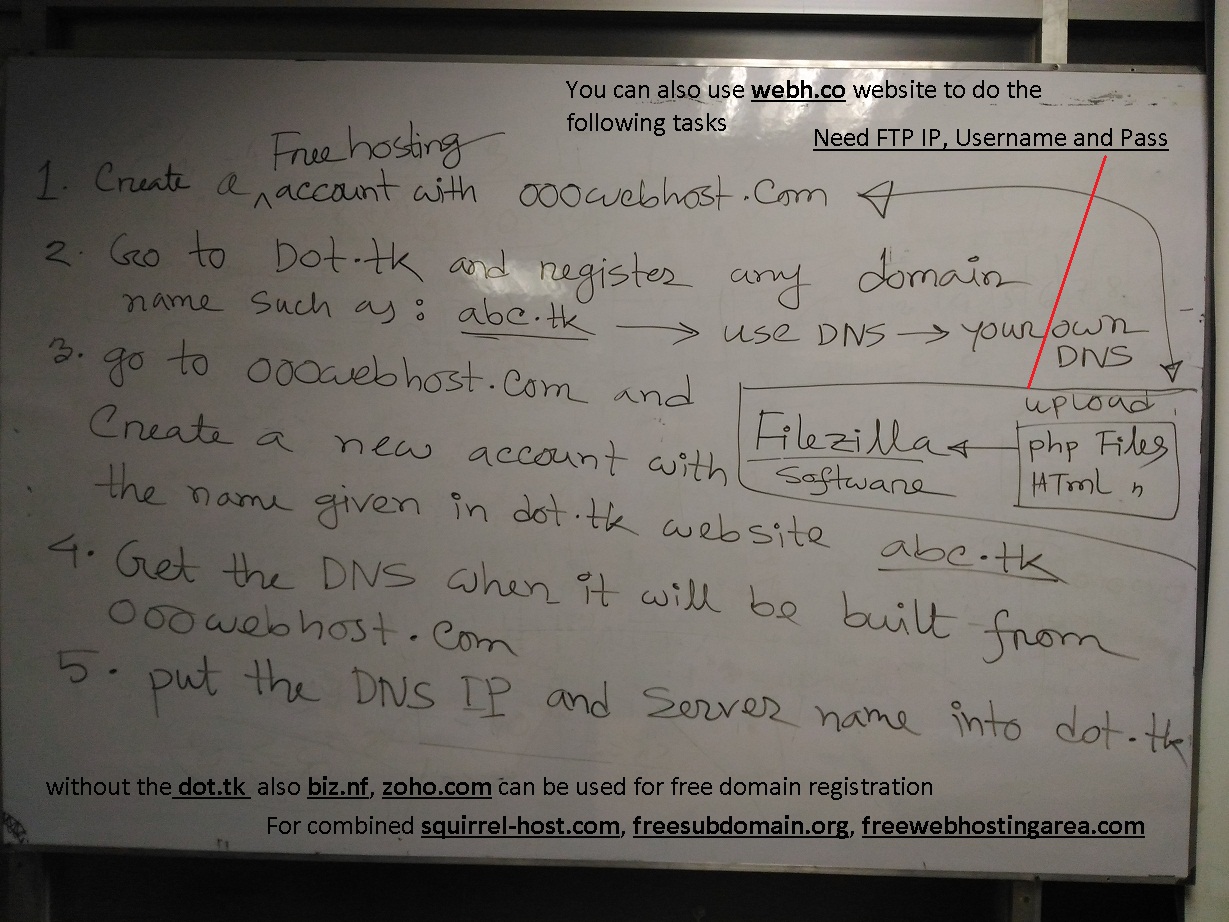 You can also use webh.co website to do the
following tasks
Need FTP IP, Username and Pass
Free hosting
1. Create a ^ account with 000webhost.Com
2. Go to Dot.tk and register any domain
name such as : abc.tk → use DNS → your own
DNS
3. go to 000webhost.com and
Create a new account with
the name given in dot.tk website abc.tk
upload
Filezilla ← php Files
Software HTml
4. Get the DNS when it will be built from
000webhost.com
5. put the DNS IP and Server name into dot.tk
without the dot.tk also biz.nf, zoho.com can be used for free domain registration
For combined squirrel-host.com, freesubdomain.org, freewebhostingarea.com